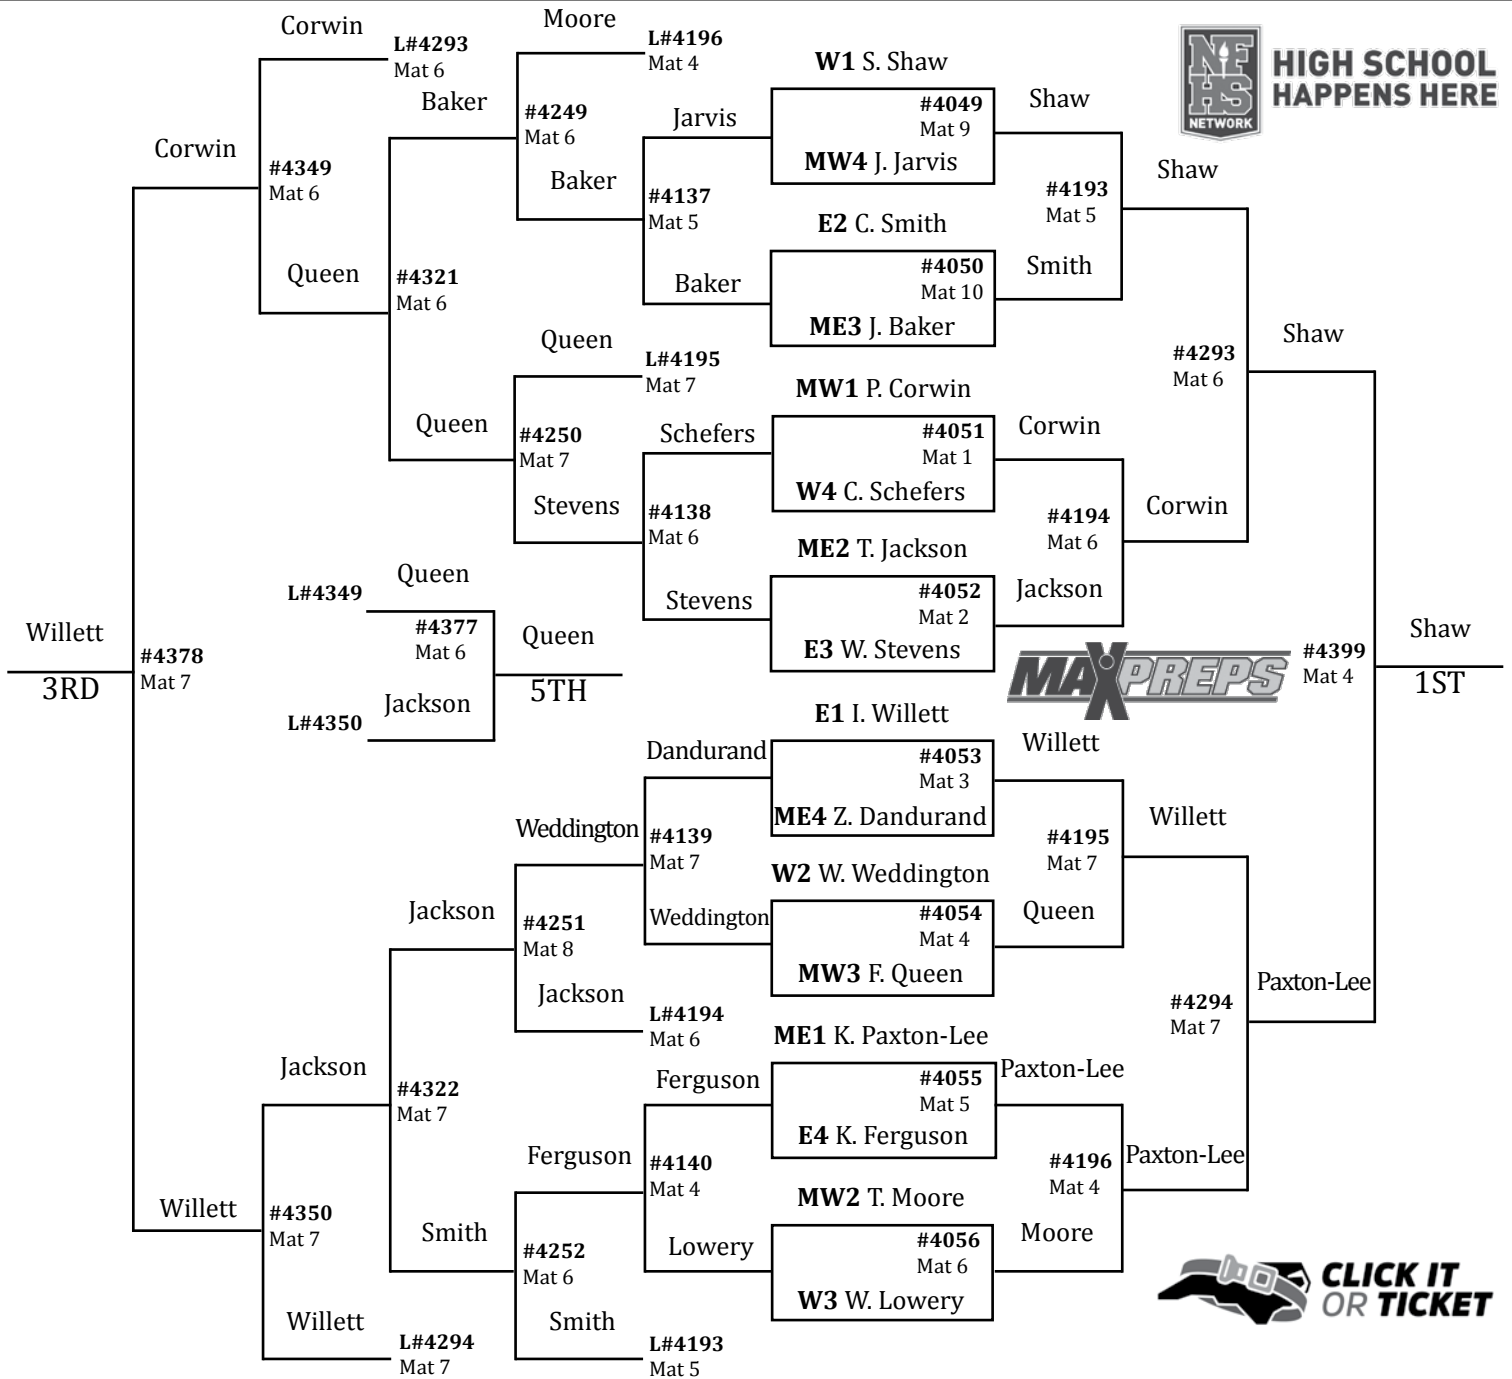 Corwin
L#4293
Mat 6
Moore
L#4196
Mat 4
W1 S. Shaw
#4049
Mat 9
MW4 J. Jarvis
Shaw
NFHS
NETWORK
HIGH SCHOOL
HAPPENS HERE
Baker
#4249
Mat 6
Jarvis
Corwin
#4349
Mat 6
Baker
#4137
Mat 5
#4193
Mat 5
Shaw
E2 C. Smith
#4050
Mat 10
ME3 J. Baker
Smith
Queen
#4321
Mat 6
Baker
Queen
L#4195
Mat 7
#4293
Mat 6
Shaw
MW1 P. Corwin
#4051
Mat 1
W4 C. Schefers
Corwin
Queen
#4250
Mat 7
Schefers
Stevens
#4138
Mat 6
#4194
Mat 6
Corwin
ME2 T. Jackson
#4052
Mat 2
E3 W. Stevens
Jackson
Stevens
Queen
L#4349
#4377
Mat 6
Queen
5TH
Jackson
L#4350
Willett
3RD
#4378
Mat 7
MAXPREPS
#4399
Mat 4
Shaw
1ST
E1 I. Willett
#4053
Mat 3
ME4 Z. Dandurand
Willett
Dandurand
Weddington
#4139
Mat 7
#4195
Mat 7
Willett
W2 W. Weddington
#4054
Mat 4
MW3 F. Queen
Queen
Weddington
Jackson
#4251
Mat 8
Jackson
L#4194
Mat 6
#4294
Mat 7
Paxton-Lee
ME1 K. Paxton-Lee
#4055
Mat 5
E4 K. Ferguson
Paxton-Lee
Jackson
#4322
Mat 7
Ferguson
Ferguson
#4140
Mat 4
#4196
Mat 4
Paxton-Lee
MW2 T. Moore
#4056
Mat 6
W3 W. Lowery
Moore
Willett
#4350
Mat 7
Smith
#4252
Mat 6
Lowery
Willett
L#4294
Mat 7
Smith
L#4193
Mat 5
CLICK IT
OR TICKET